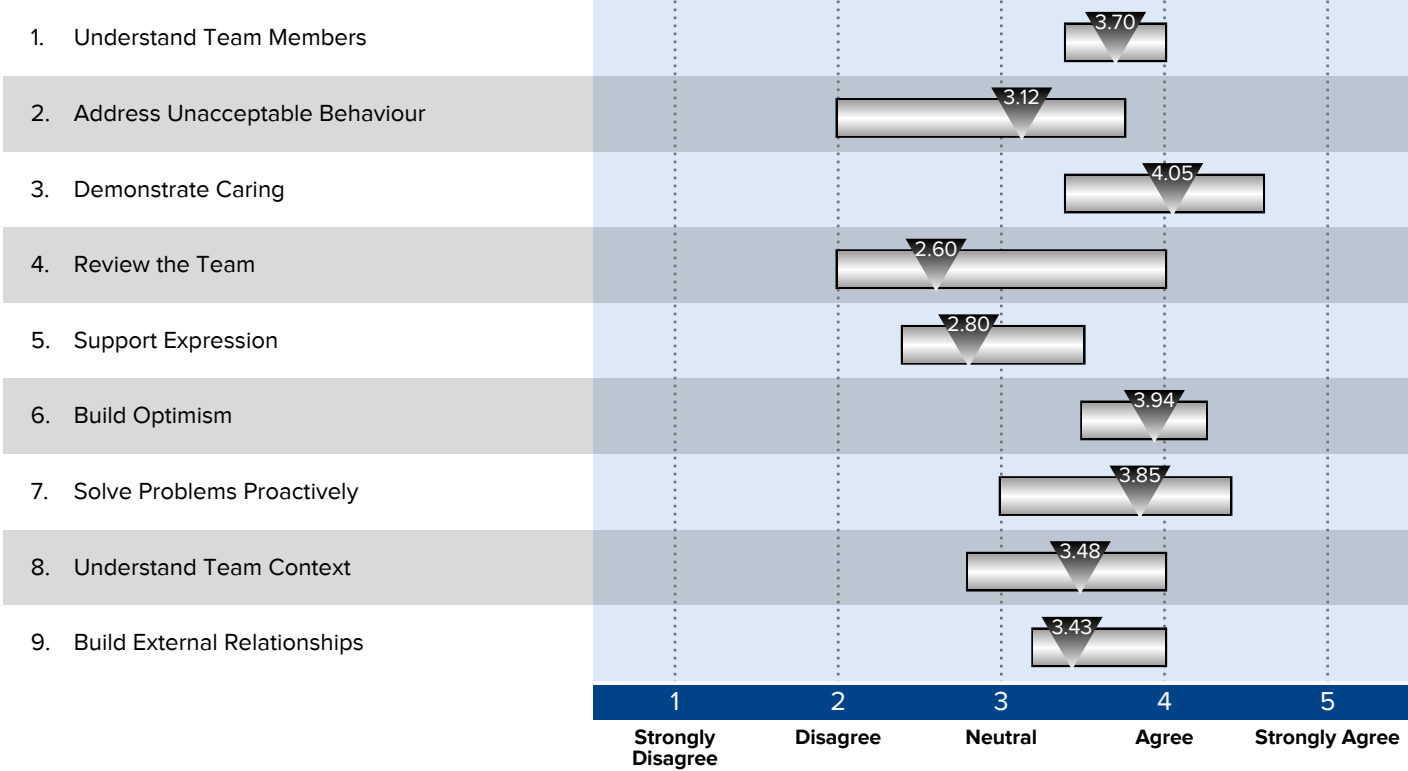 1. Understand Team Members 3.70
2. Address Unacceptable Behaviour 3.12
3. Demonstrate Caring 4.05
4. Review the Team 2.60
5. Support Expression 2.80
6. Build Optimism 3.94
7. Solve Problems Proactively 3.85
8. Understand Team Context 3.48
9. Build External Relationships 3.43
1 2 3 4 5
Strongly Disagree Neutral Agree Strongly Agree
Disagree